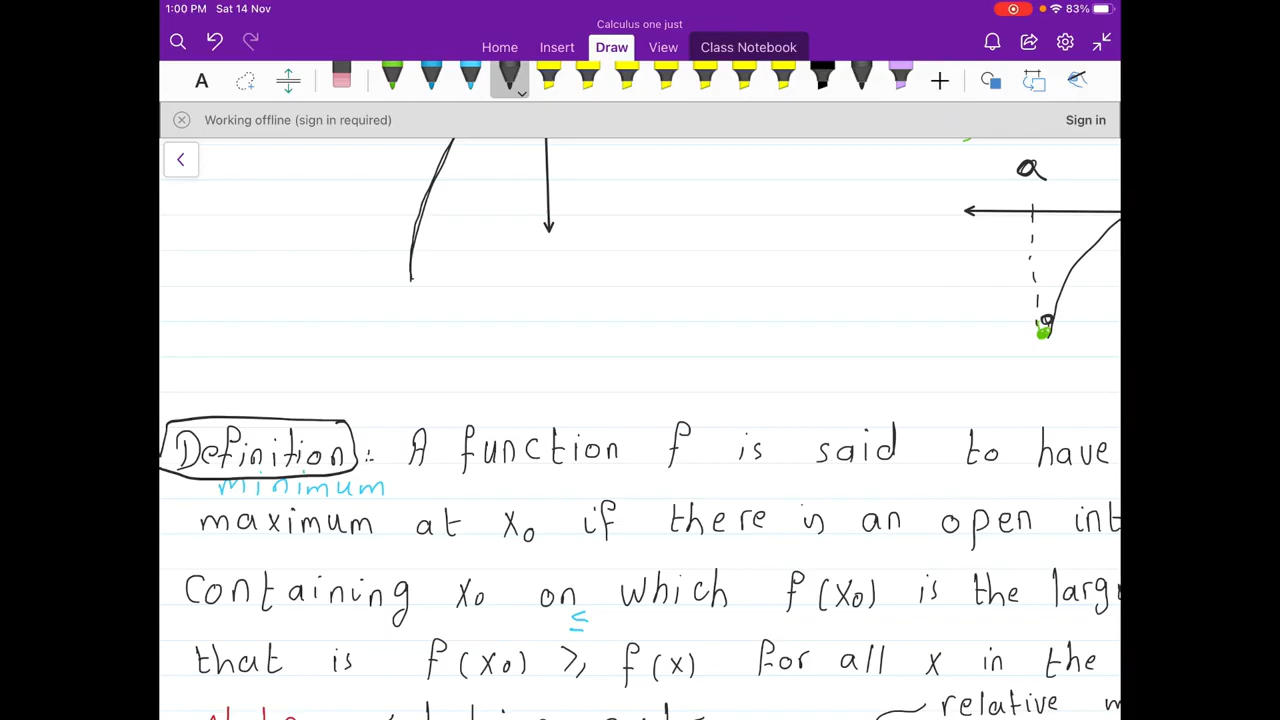 1:00 PM Sat 14 Nov
83%
Calculus one just
Home Insert Draw View Class Notebook
A
Working offline (sign in required)
Sign in
a
Definition: A function f is said to have
minimum
maximum at x₀ if there is an open int
containing x₀ on which f(x₀) is the larg
≤
that is f(x₀) ≥ f(x) for all x in the
relative m